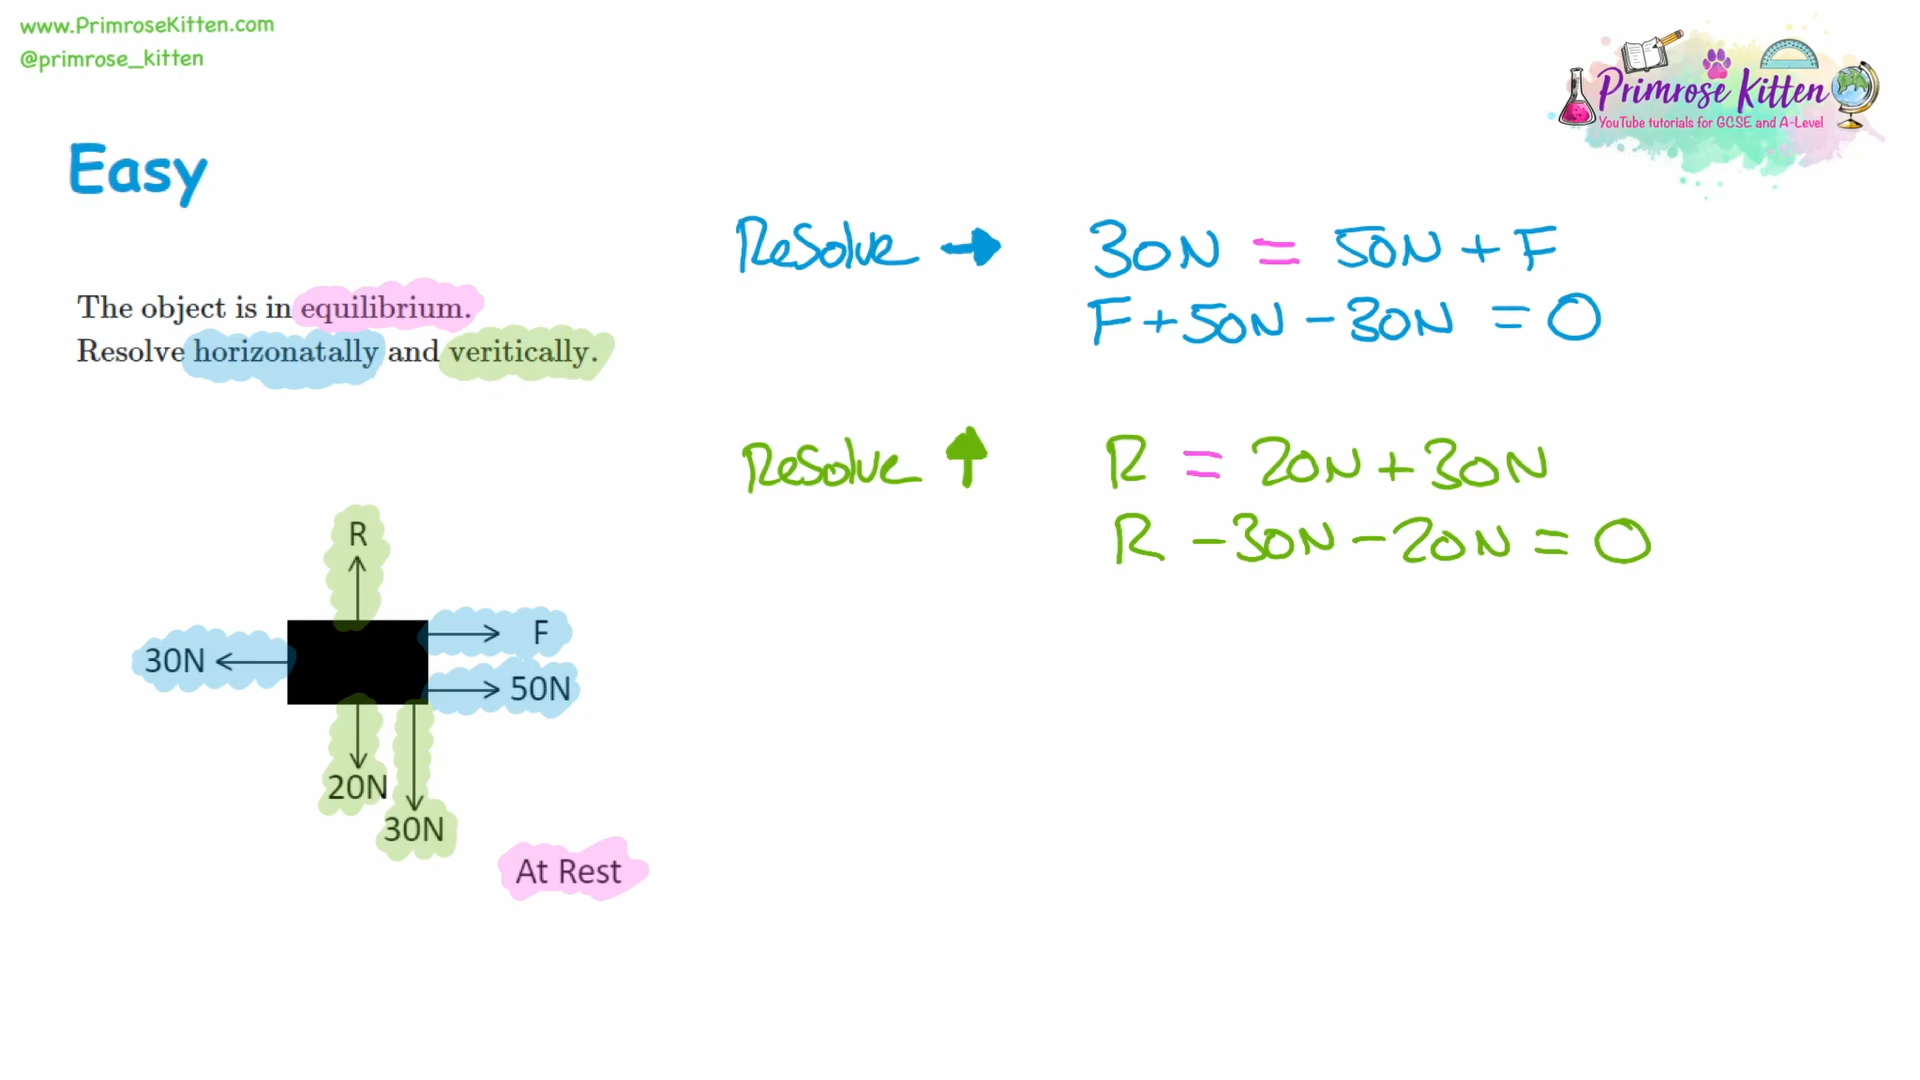 www.PrimroseKitten.com
@primrose_kitten
Primrose Kitten
YouTube tutorials for GCSE and A-Level
Easy
The object is in equilibrium.
Resolve horizonatally and veritically.
Resolve → 30N = 50N + F
F + 50N - 30N = 0
Resolve ↑ R = 20N + 30N
R - 30N - 20N = 0
R
F
30N
50N
20N
30N
At Rest